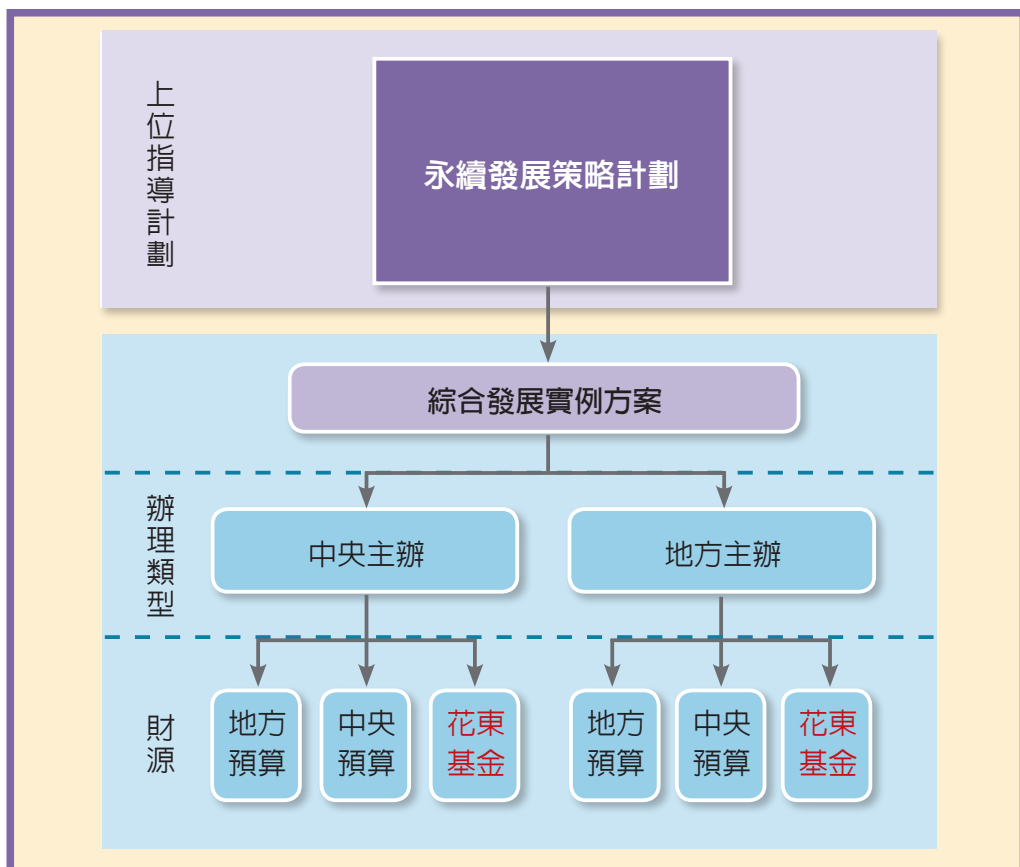 上位指導計劃
永續發展策略計劃
綜合發展實例方案
辦理類型
中央主辦
地方主辦
財源
地方
預算
中央
預算
花東
基金
地方
預算
中央
預算
花東
基金